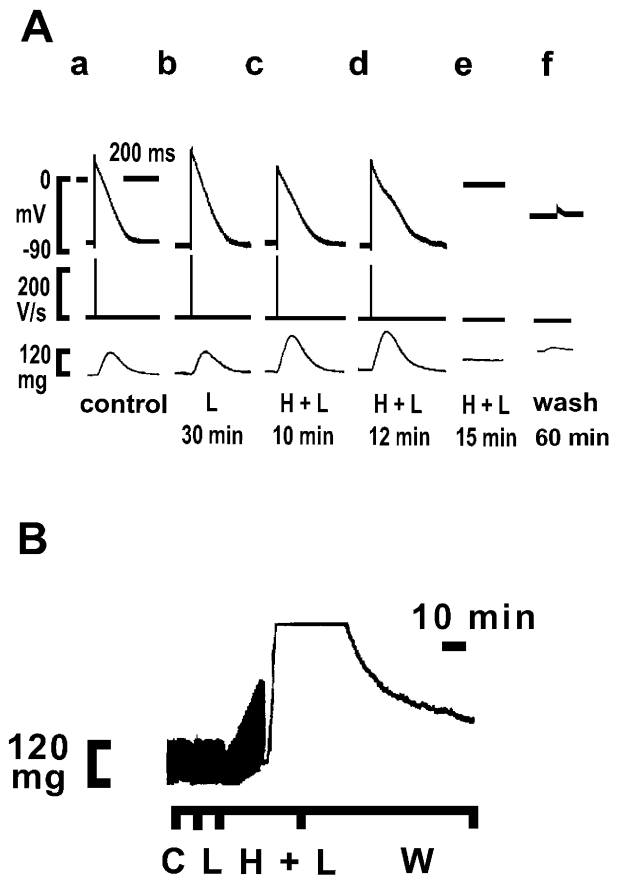 A
a b c d e f
200 ms
0
mV
-90
200
V/s
120
mg
control L H + L H + L H + L wash
30 min 10 min 12 min 15 min 60 min
B
10 min
120
mg
C L H + L W